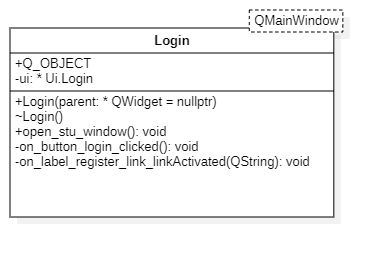 QMainWindow
Login
+Q_OBJECT
-ui: * Ui.Login
+Login(parent: * QWidget = nullptr)
~Login()
+open_stu_window(): void
-on_button_login_clicked(): void
-on_label_register_link_linkActivated(QString): void